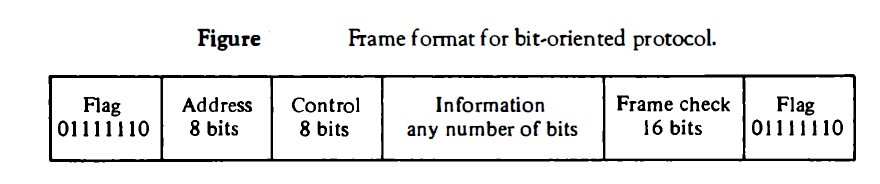 Figure Frame format for bit-oriented protocol.
Flag Address Control Information Frame check Flag
01111110 8 bits 8 bits any number of bits 16 bits 01111110